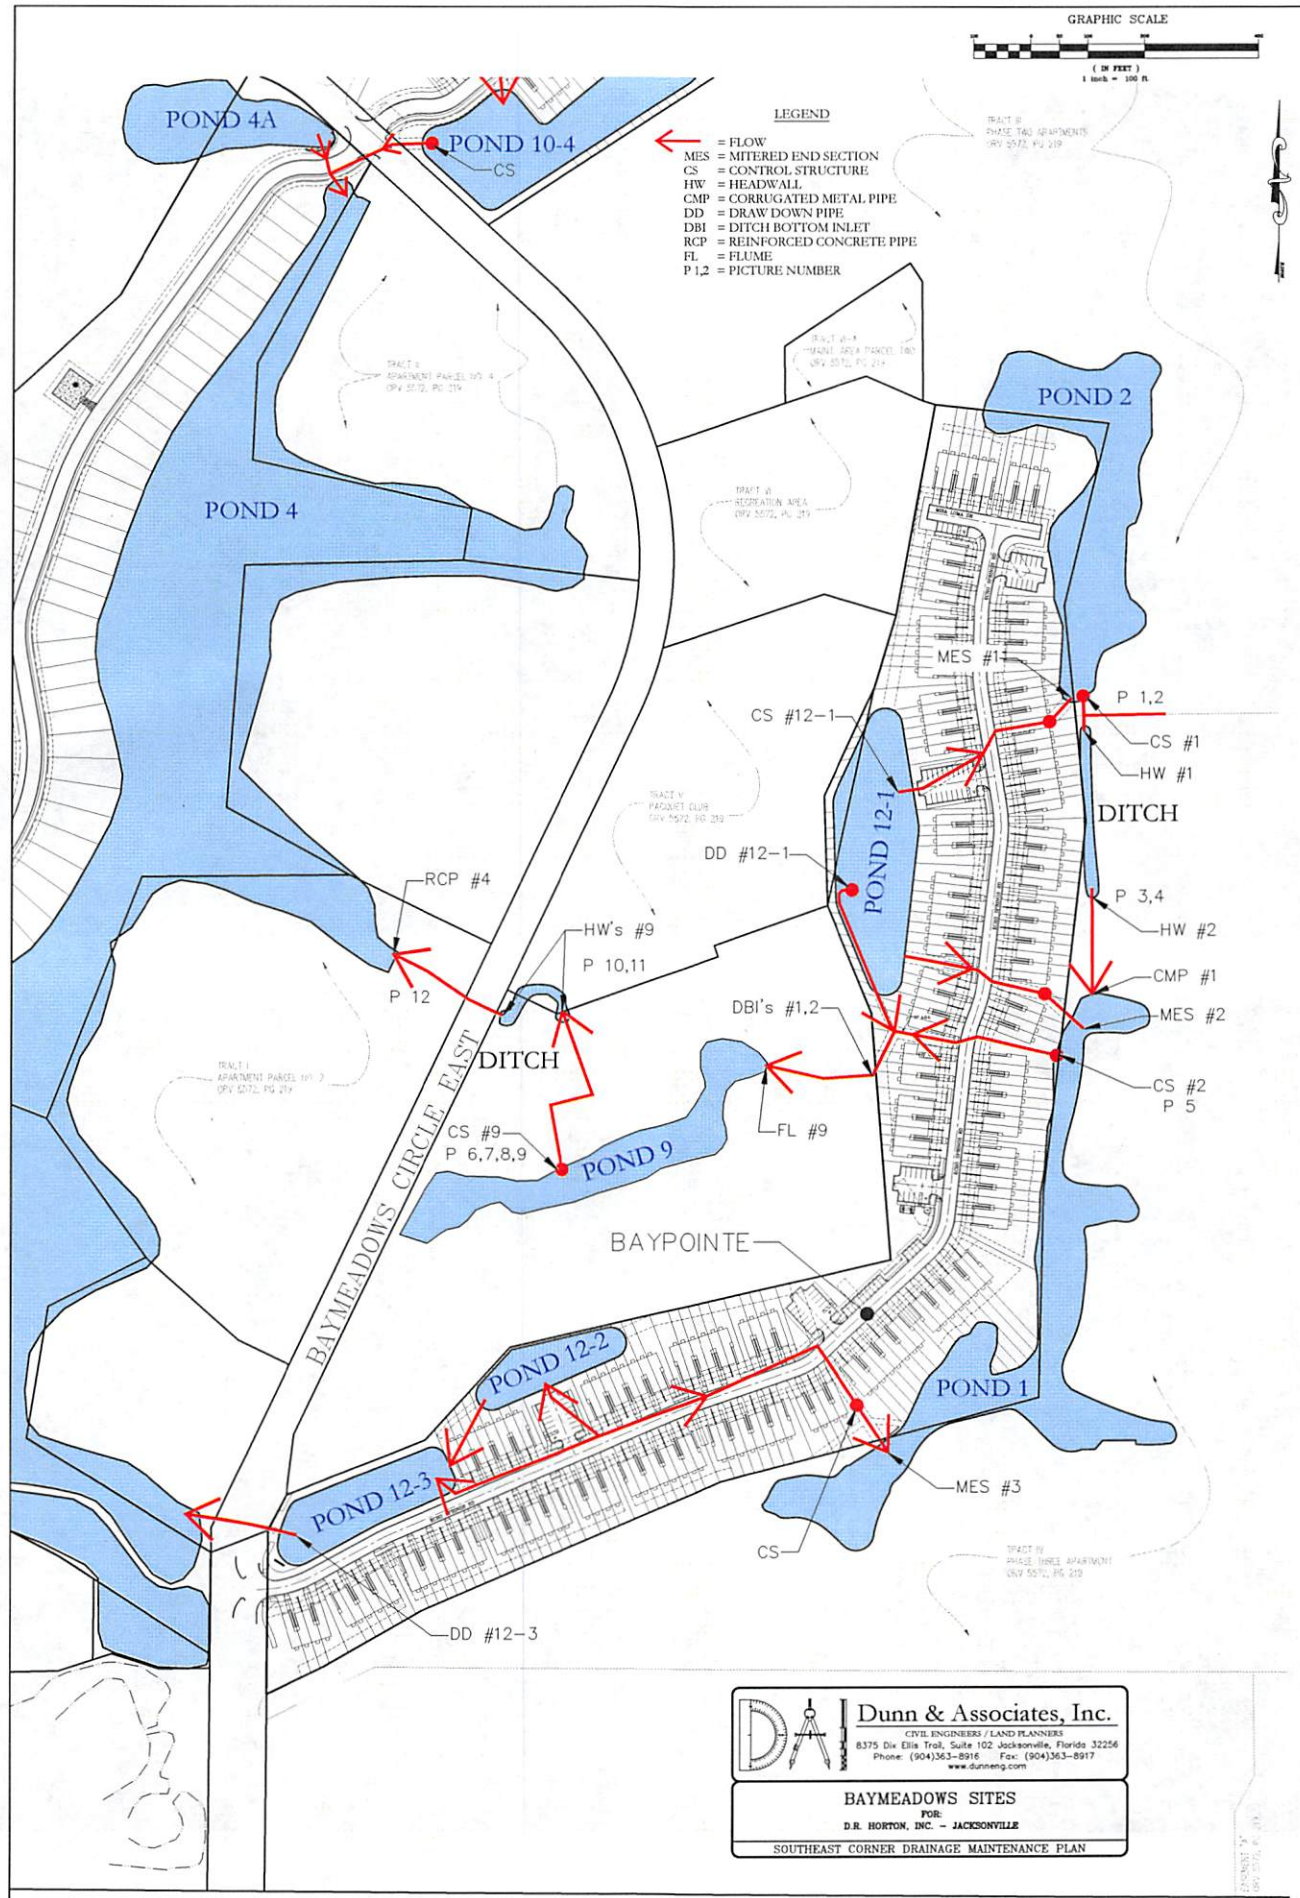 GRAPHIC SCALE
( IN FEET )
1 inch = 100 ft.
LEGEND
= FLOW
MES = MITERED END SECTION
CS = CONTROL STRUCTURE
HW = HEADWALL
CMP = CORRUGATED METAL PIPE
DD = DRAW DOWN PIPE
DBI = DITCH BOTTOM INLET
RCP = REINFORCED CONCRETE PIPE
FL = FLUME
P 1,2 = PICTURE NUMBER
POND 4A
POND 10-4
CS
PHASE TWO APARTMENTS
POND 2
POND 4
RECREATION AREA
MES #1
P 1,2
CS #1
HW #1
CS #12-1
DITCH
POND 12-1
DD #12-1
RCP #4
P 3,4
HW #2
HW's #9
P 10,11
P 12
CMP #1
MES #2
DBI's #1,2
DITCH
CS #2
P 5
FL #9
CS #9
P 6,7,8,9
POND 9
BAYMEADOWS CIRCLE EAST
BAYPOINTE
POND 12-2
POND 1
POND 12-3
MES #3
CS
DD #12-3
Dunn & Associates, Inc.
CIVIL ENGINEERS / LAND PLANNERS
8375 Dix Ellis Trail, Suite 102 Jacksonville, Florida 32256
Phone: (904)363-8916 Fax: (904)363-8917
www.dunneng.com
BAYMEADOWS SITES
FOR:
D.R. HORTON, INC. - JACKSONVILLE
SOUTHEAST CORNER DRAINAGE MAINTENANCE PLAN